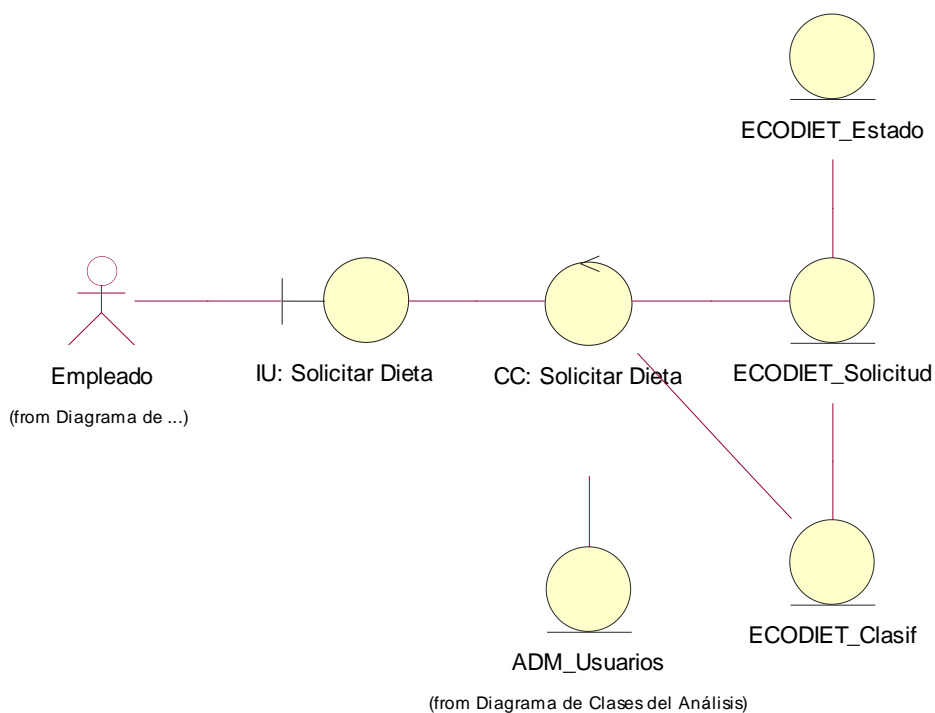 ECODIET_Estado
Empleado
(from Diagrama de ...)
IU: Solicitar Dieta
CC: Solicitar Dieta
ECODIET_Solicitud
ADM_Usuarios
(from Diagrama de Clases del Análisis)
ECODIET_Clasif